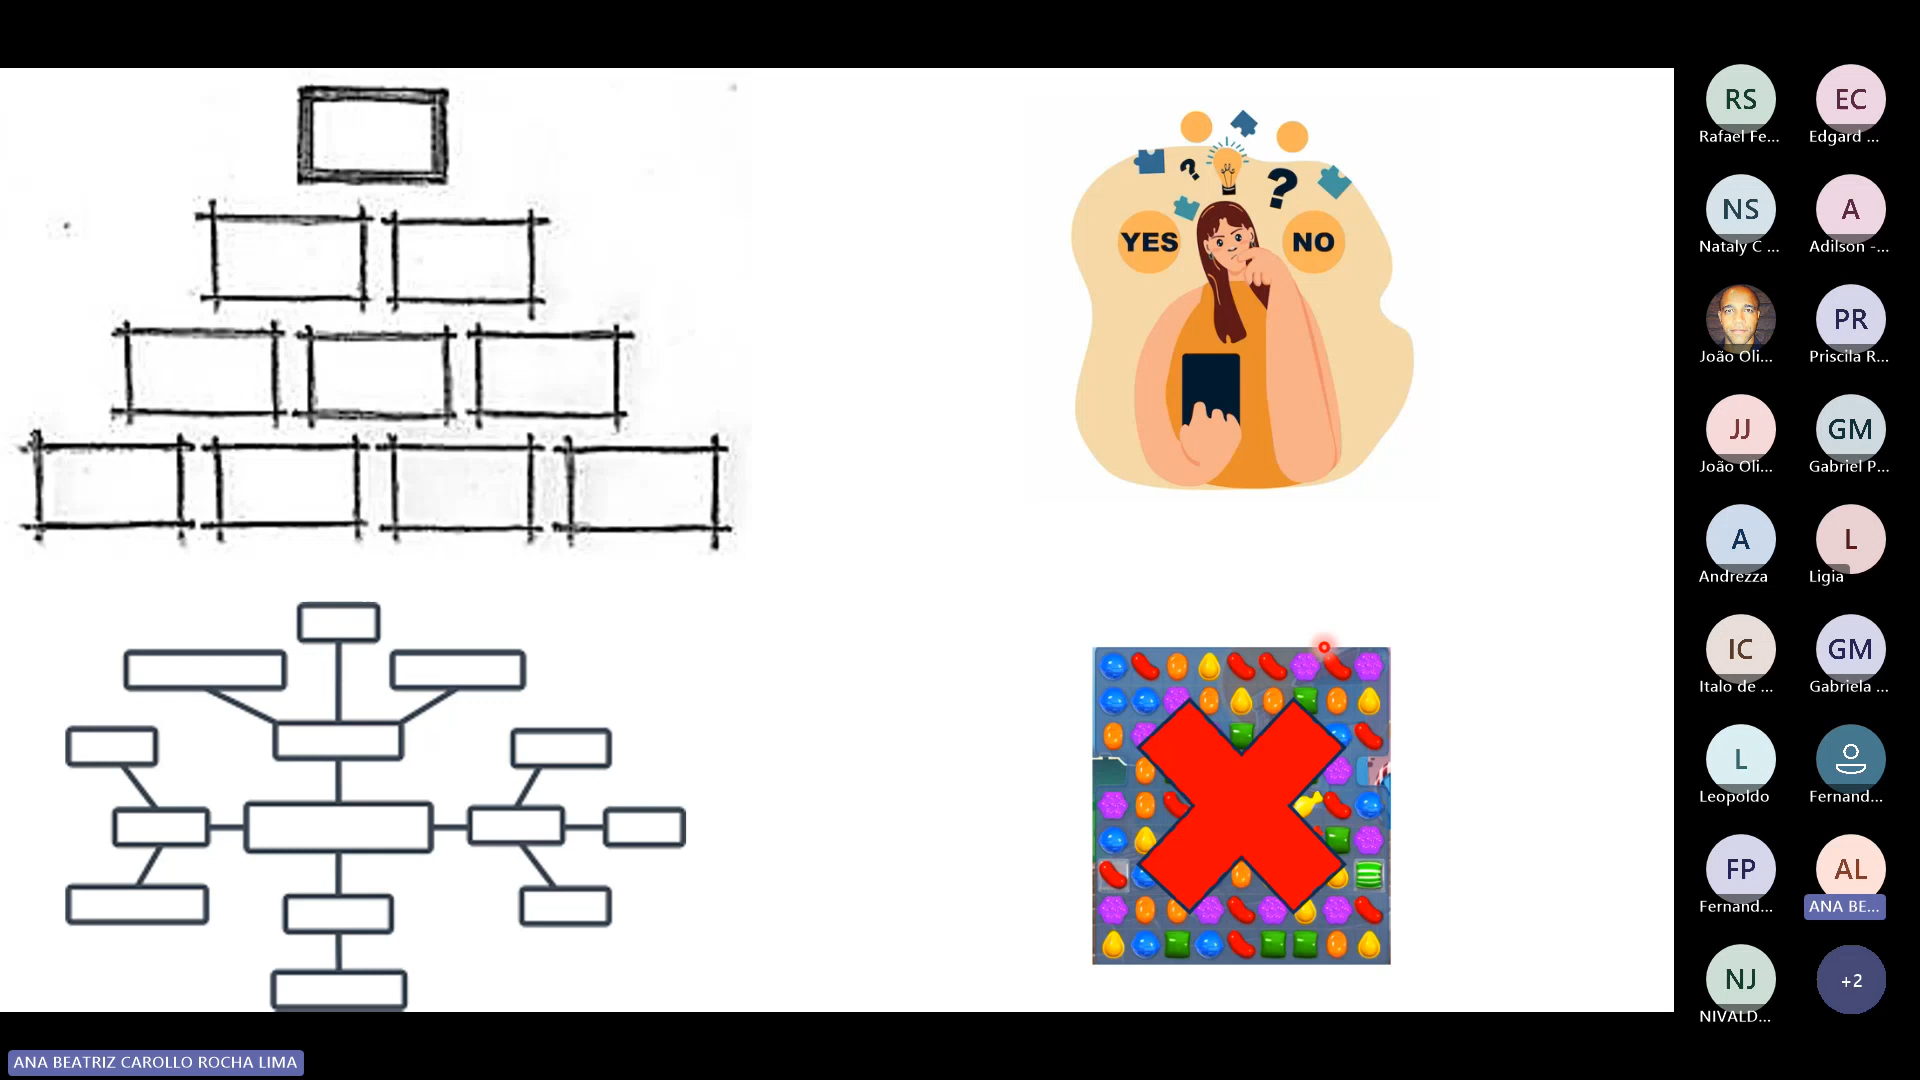 ?
?
YES
NO
RS
Rafael Fe...
EC
Edgard ...
NS
Nataly C ...
A
Adilson -...
João Oli...
PR
Priscila R...
JJ
João Oli...
GM
Gabriel P...
A
Andrezza
L
Ligia
IC
Italo de ...
GM
Gabriela ...
L
Leopoldo
Fernand...
FP
Fernand...
AL
ANA BE...
NJ
NIVALD...
+2
ANA BEATRIZ CAROLLO ROCHA LIMA